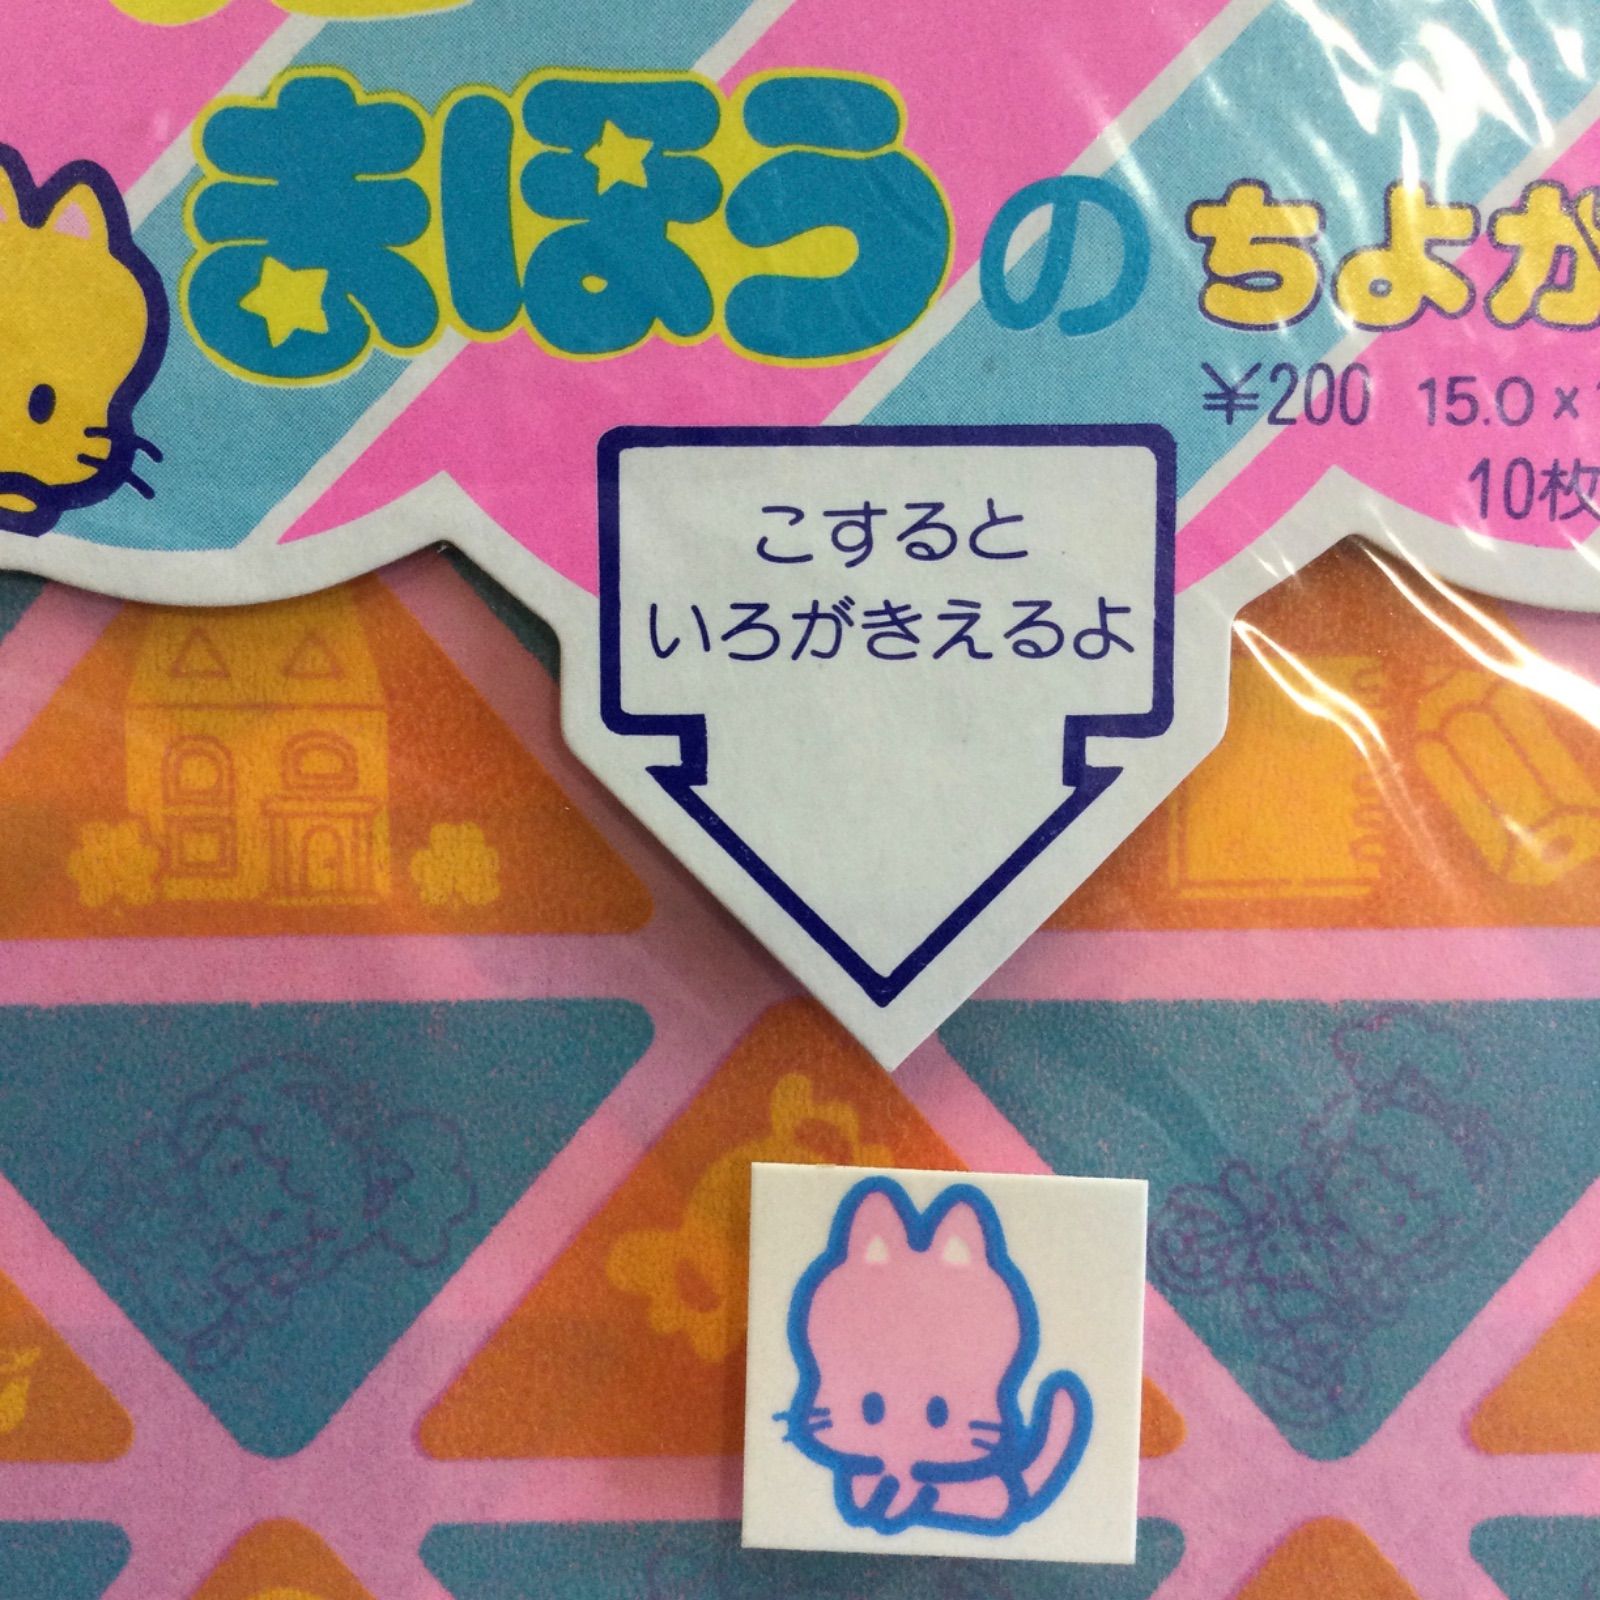 まほうのちよが
¥200 15.0×
10枚
こすると
いろがきえるよ